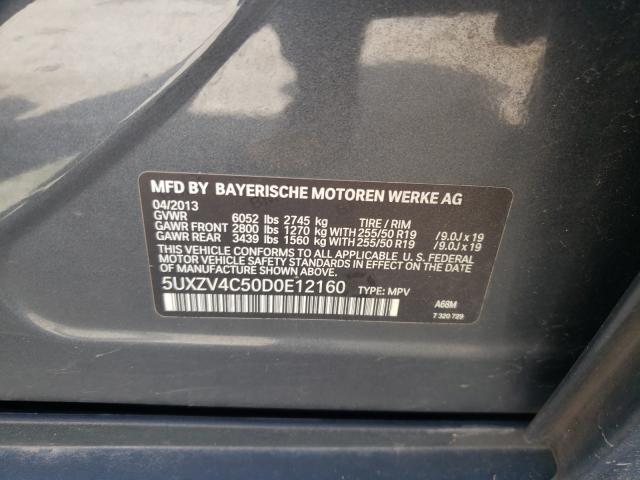 MFD BY BAYERISCHE MOTOREN WERKE AG
04/2013
GVWR 6052 lbs 2745 kg TIRE / RIM
GAWR FRONT 2800 lbs 1270 kg WITH 255/50 R19 /9.0J x 19
GAWR REAR 3439 lbs 1560 kg WITH 255/50 R19 /9.0J x 19
THIS VEHICLE CONFORMS TO ALL APPLICABLE U. S. FEDERAL
MOTOR VEHICLE SAFETY STANDARDS IN EFFECT ON THE DATE
OF MANUFACTURE SHOWN ABOVE.
5UXZV4C50D0E12160 TYPE: MPV
A68M
7 320 729